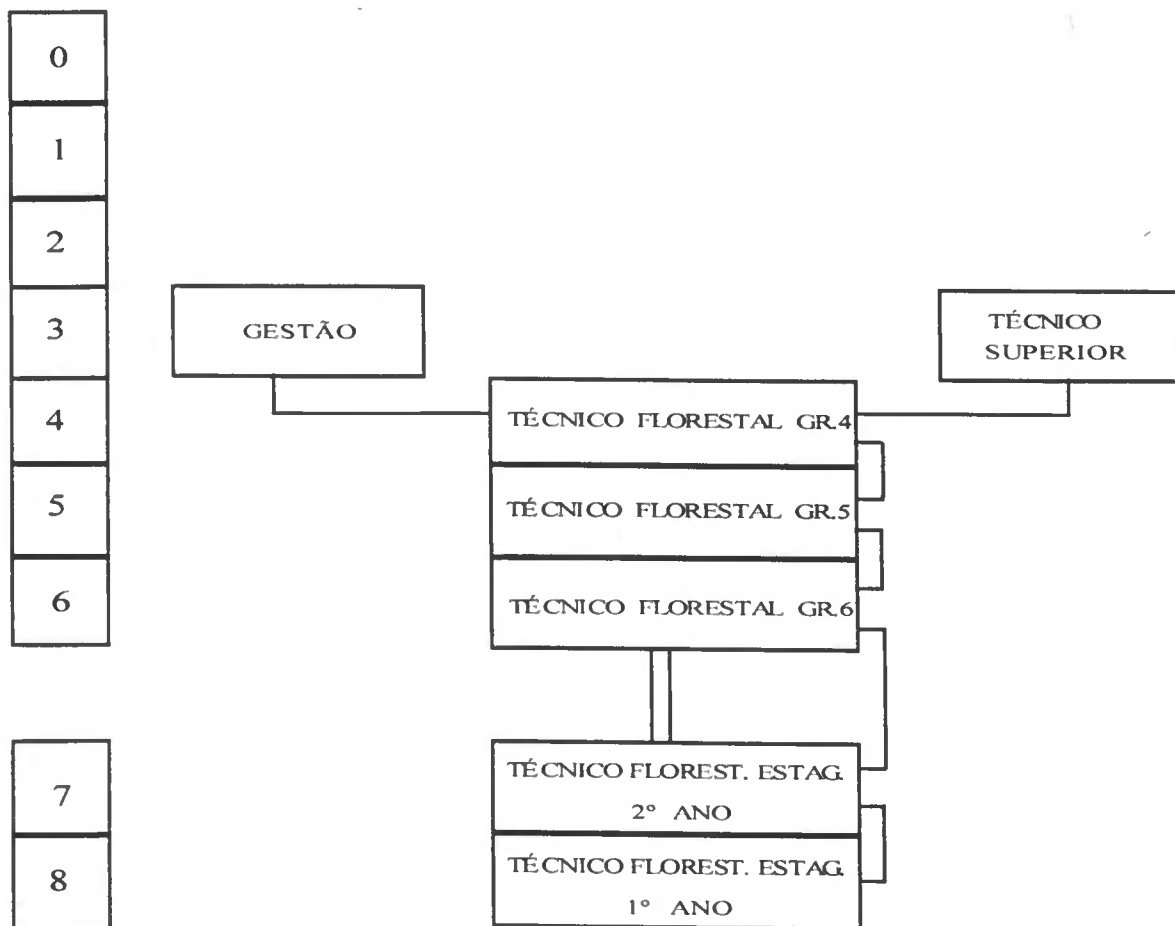 0
1
2
3
GESTÃO
TÉCNICO
SUPERIOR
4
TÉCNICO FLORESTAL GR.4
5
TÉCNICO FLORESTAL GR.5
6
TÉCNICO FLORESTAL GR.6
7
TÉCNICO FLOREST. ESTAG.
2º ANO
8
TÉCNICO FLOREST. ESTAG.
1º ANO